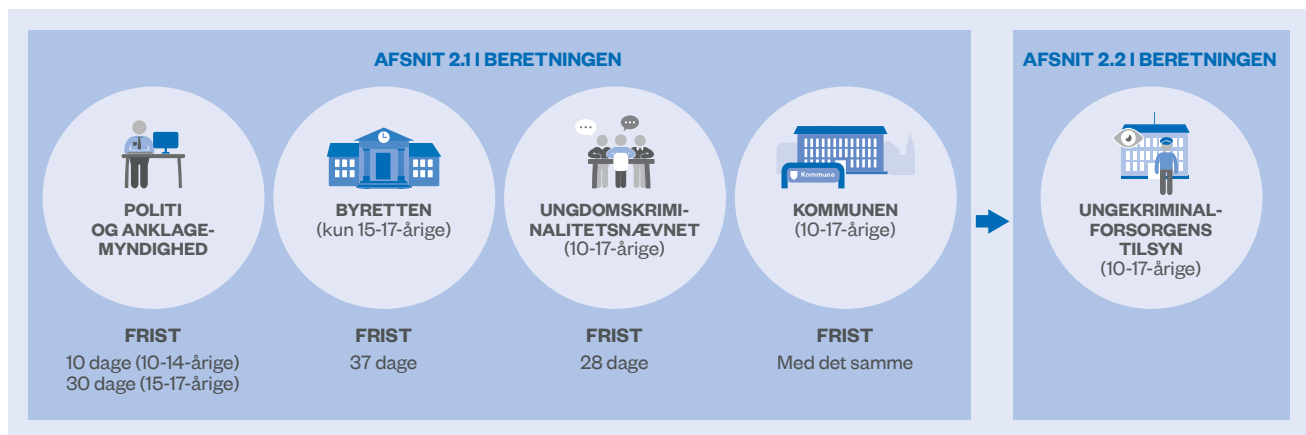 AFSNIT 2.1 I BERETNINGEN
POLITI
OG ANKLAGE-
MYNDIGHED
FRIST
10 dage (10-14-årige)
30 dage (15-17-årige)
BYRETTEN
(kun 15-17-årige)
FRIST
37 dage
UNGDOMSKRIMI-
NALITETSNÆVNET
(10-17-årige)
FRIST
28 dage
Kommune
KOMMUNEN
(10-17-årige)
FRIST
Med det samme
AFSNIT 2.2 I BERETNINGEN
UNGEKRIMINAL-
FORSORGENS
TILSYN
(10-17-årige)